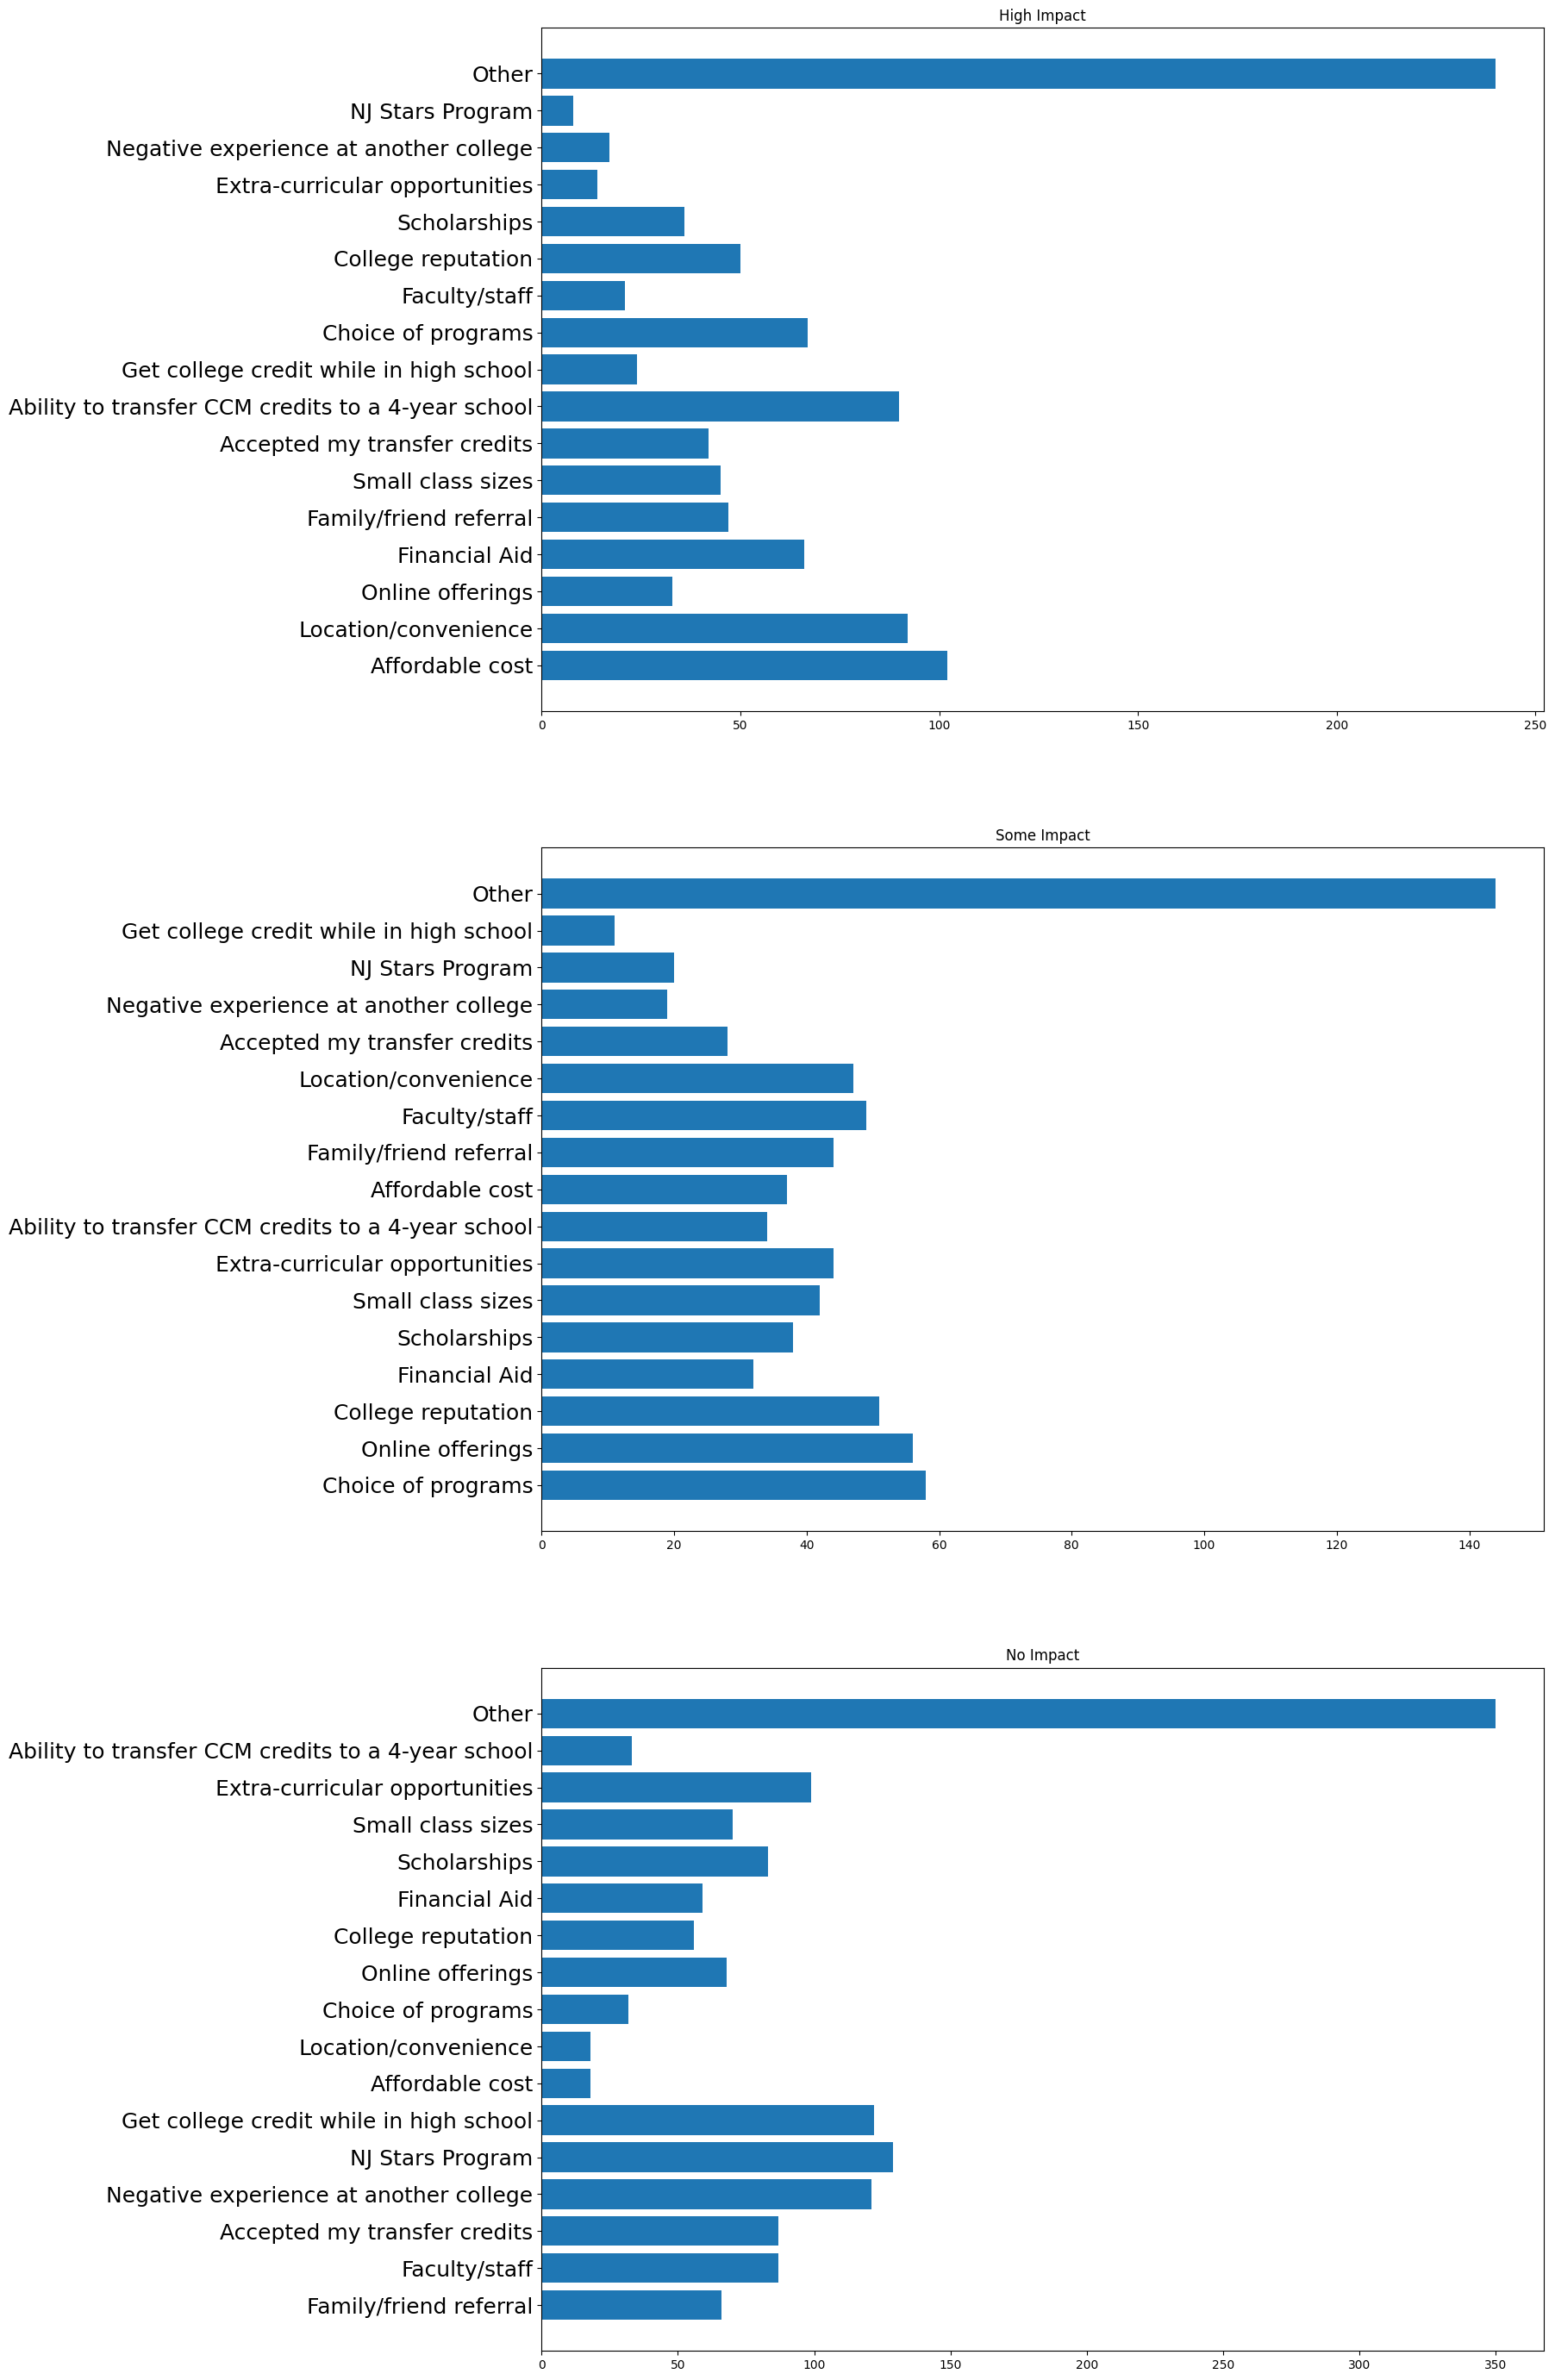 High Impact
Other
NJ Stars Program
Negative experience at another college
Extra-curricular opportunities
Scholarships
College reputation
Faculty/staff
Choice of programs
Get college credit while in high school
Ability to transfer CCM credits to a 4-year school
Accepted my transfer credits
Small class sizes
Family/friend referral
Financial Aid
Online offerings
Location/convenience
Affordable cost
0 50 100 150 200 250
Some Impact
Other
Get college credit while in high school
NJ Stars Program
Negative experience at another college
Accepted my transfer credits
Location/convenience
Faculty/staff
Family/friend referral
Affordable cost
Ability to transfer CCM credits to a 4-year school
Extra-curricular opportunities
Small class sizes
Scholarships
Financial Aid
College reputation
Online offerings
Choice of programs
0 20 40 60 80 100 120 140
No Impact
Other
Ability to transfer CCM credits to a 4-year school
Extra-curricular opportunities
Small class sizes
Scholarships
Financial Aid
College reputation
Online offerings
Choice of programs
Location/convenience
Affordable cost
Get college credit while in high school
NJ Stars Program
Negative experience at another college
Accepted my transfer credits
Faculty/staff
Family/friend referral
0 50 100 150 200 250 300 350